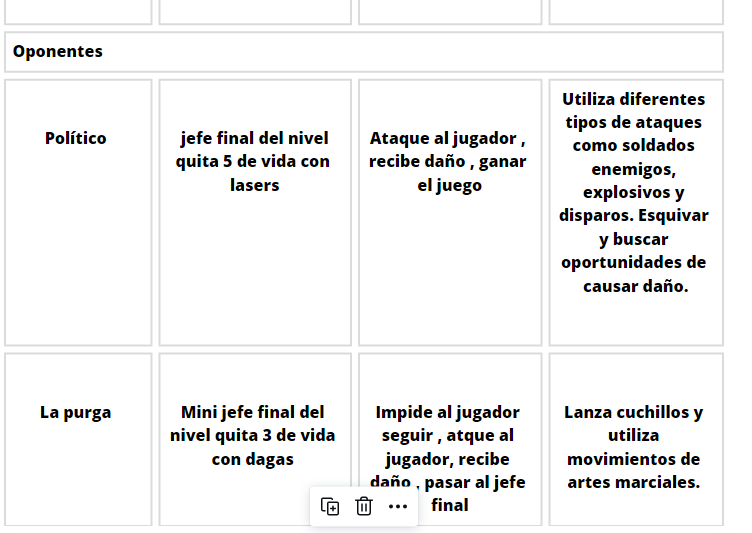 Oponentes
Político
jefe final del nivel
quita 5 de vida con
lasers
Ataque al jugador ,
recibe daño , ganar
el juego
Utiliza diferentes
tipos de ataques
como soldados
enemigos,
explosivos y
disparos. Esquivar
y buscar
oportunidades de
causar daño.
La purga
Mini jefe final del
nivel quita 3 de vida
con dagas
Impide al jugador
seguir , atque al
jugador, recibe
daño , pasar al jefe
final
Lanza cuchillos y
utiliza
movimientos de
artes marciales.